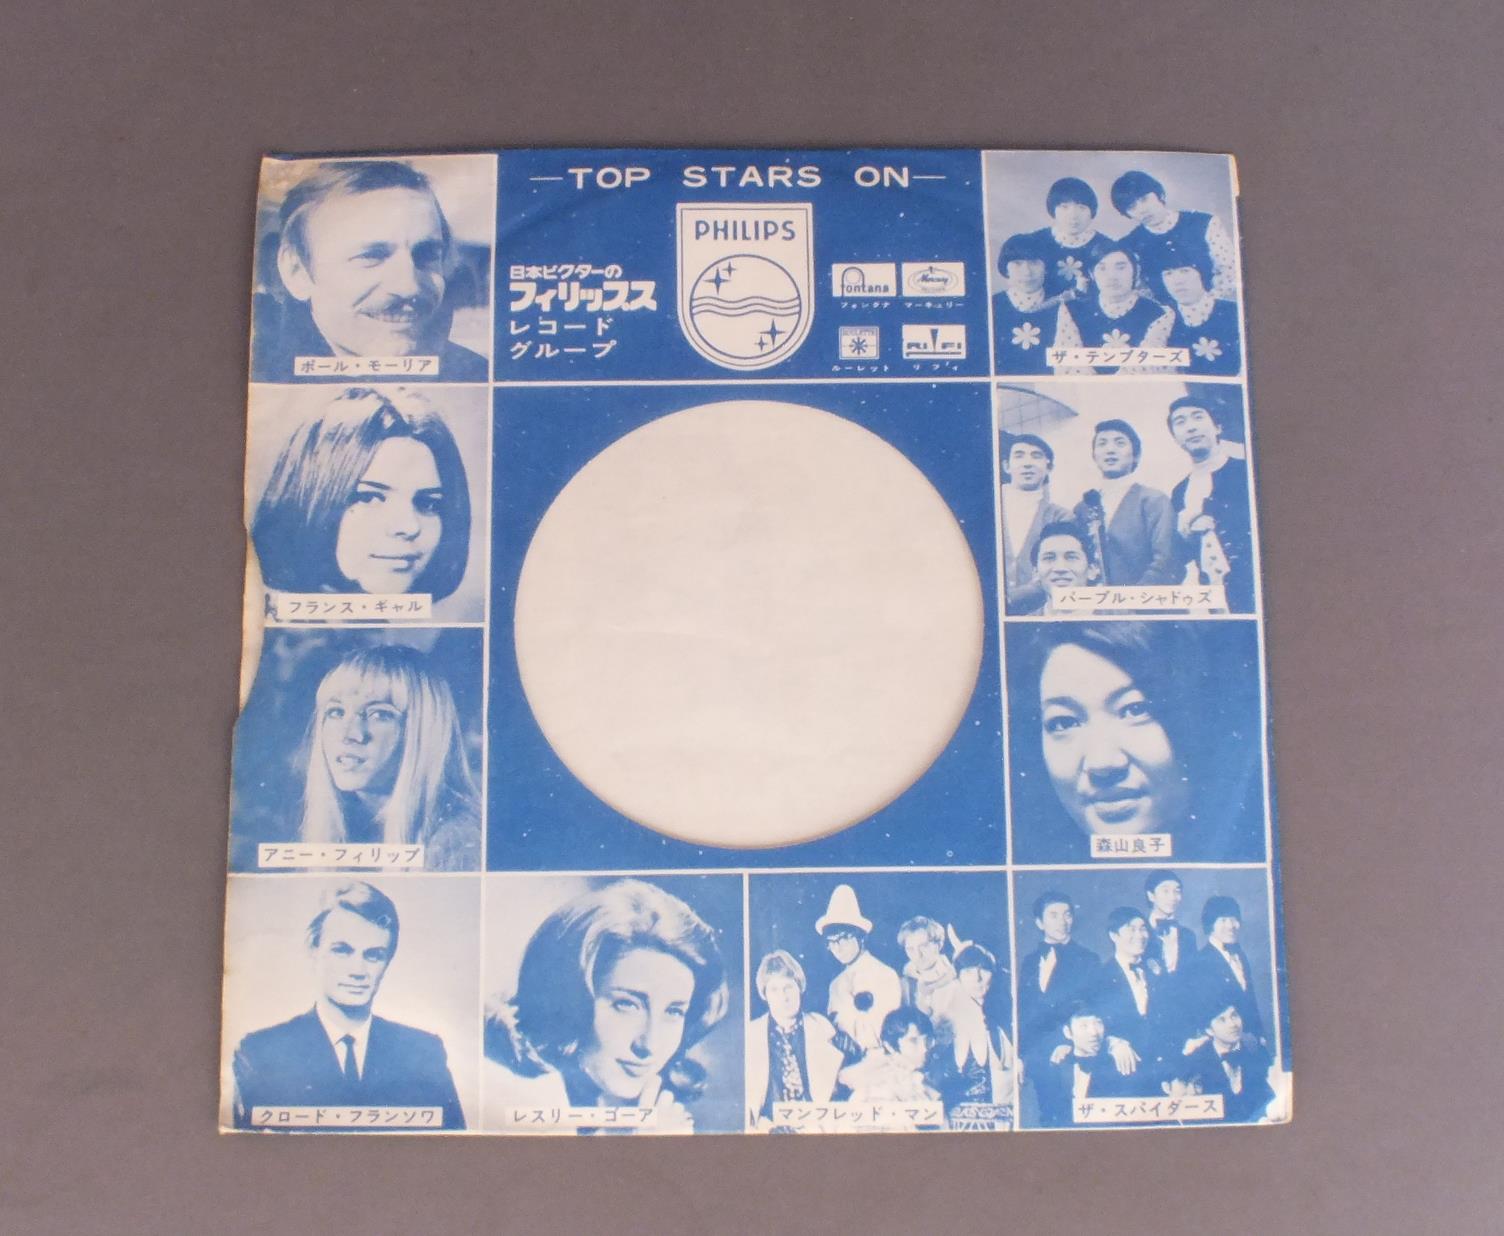 —TOP STARS ON—
PHILIPS
日本ビクターの
フィリップス
レコード
グループ
fontana
フォンタナ
Mercury
マーキュリー
ROULETTE
ルーレット
RI-FI
リフィ
ポール・モーリア
ザ・テンプターズ
フランス・ギャル
パープル・シャドゥズ
アニー・フィリップ
森山良子
クロード・フランソワ
レスリー・ゴーア
マンフレッド・マン
ザ・スパイダース